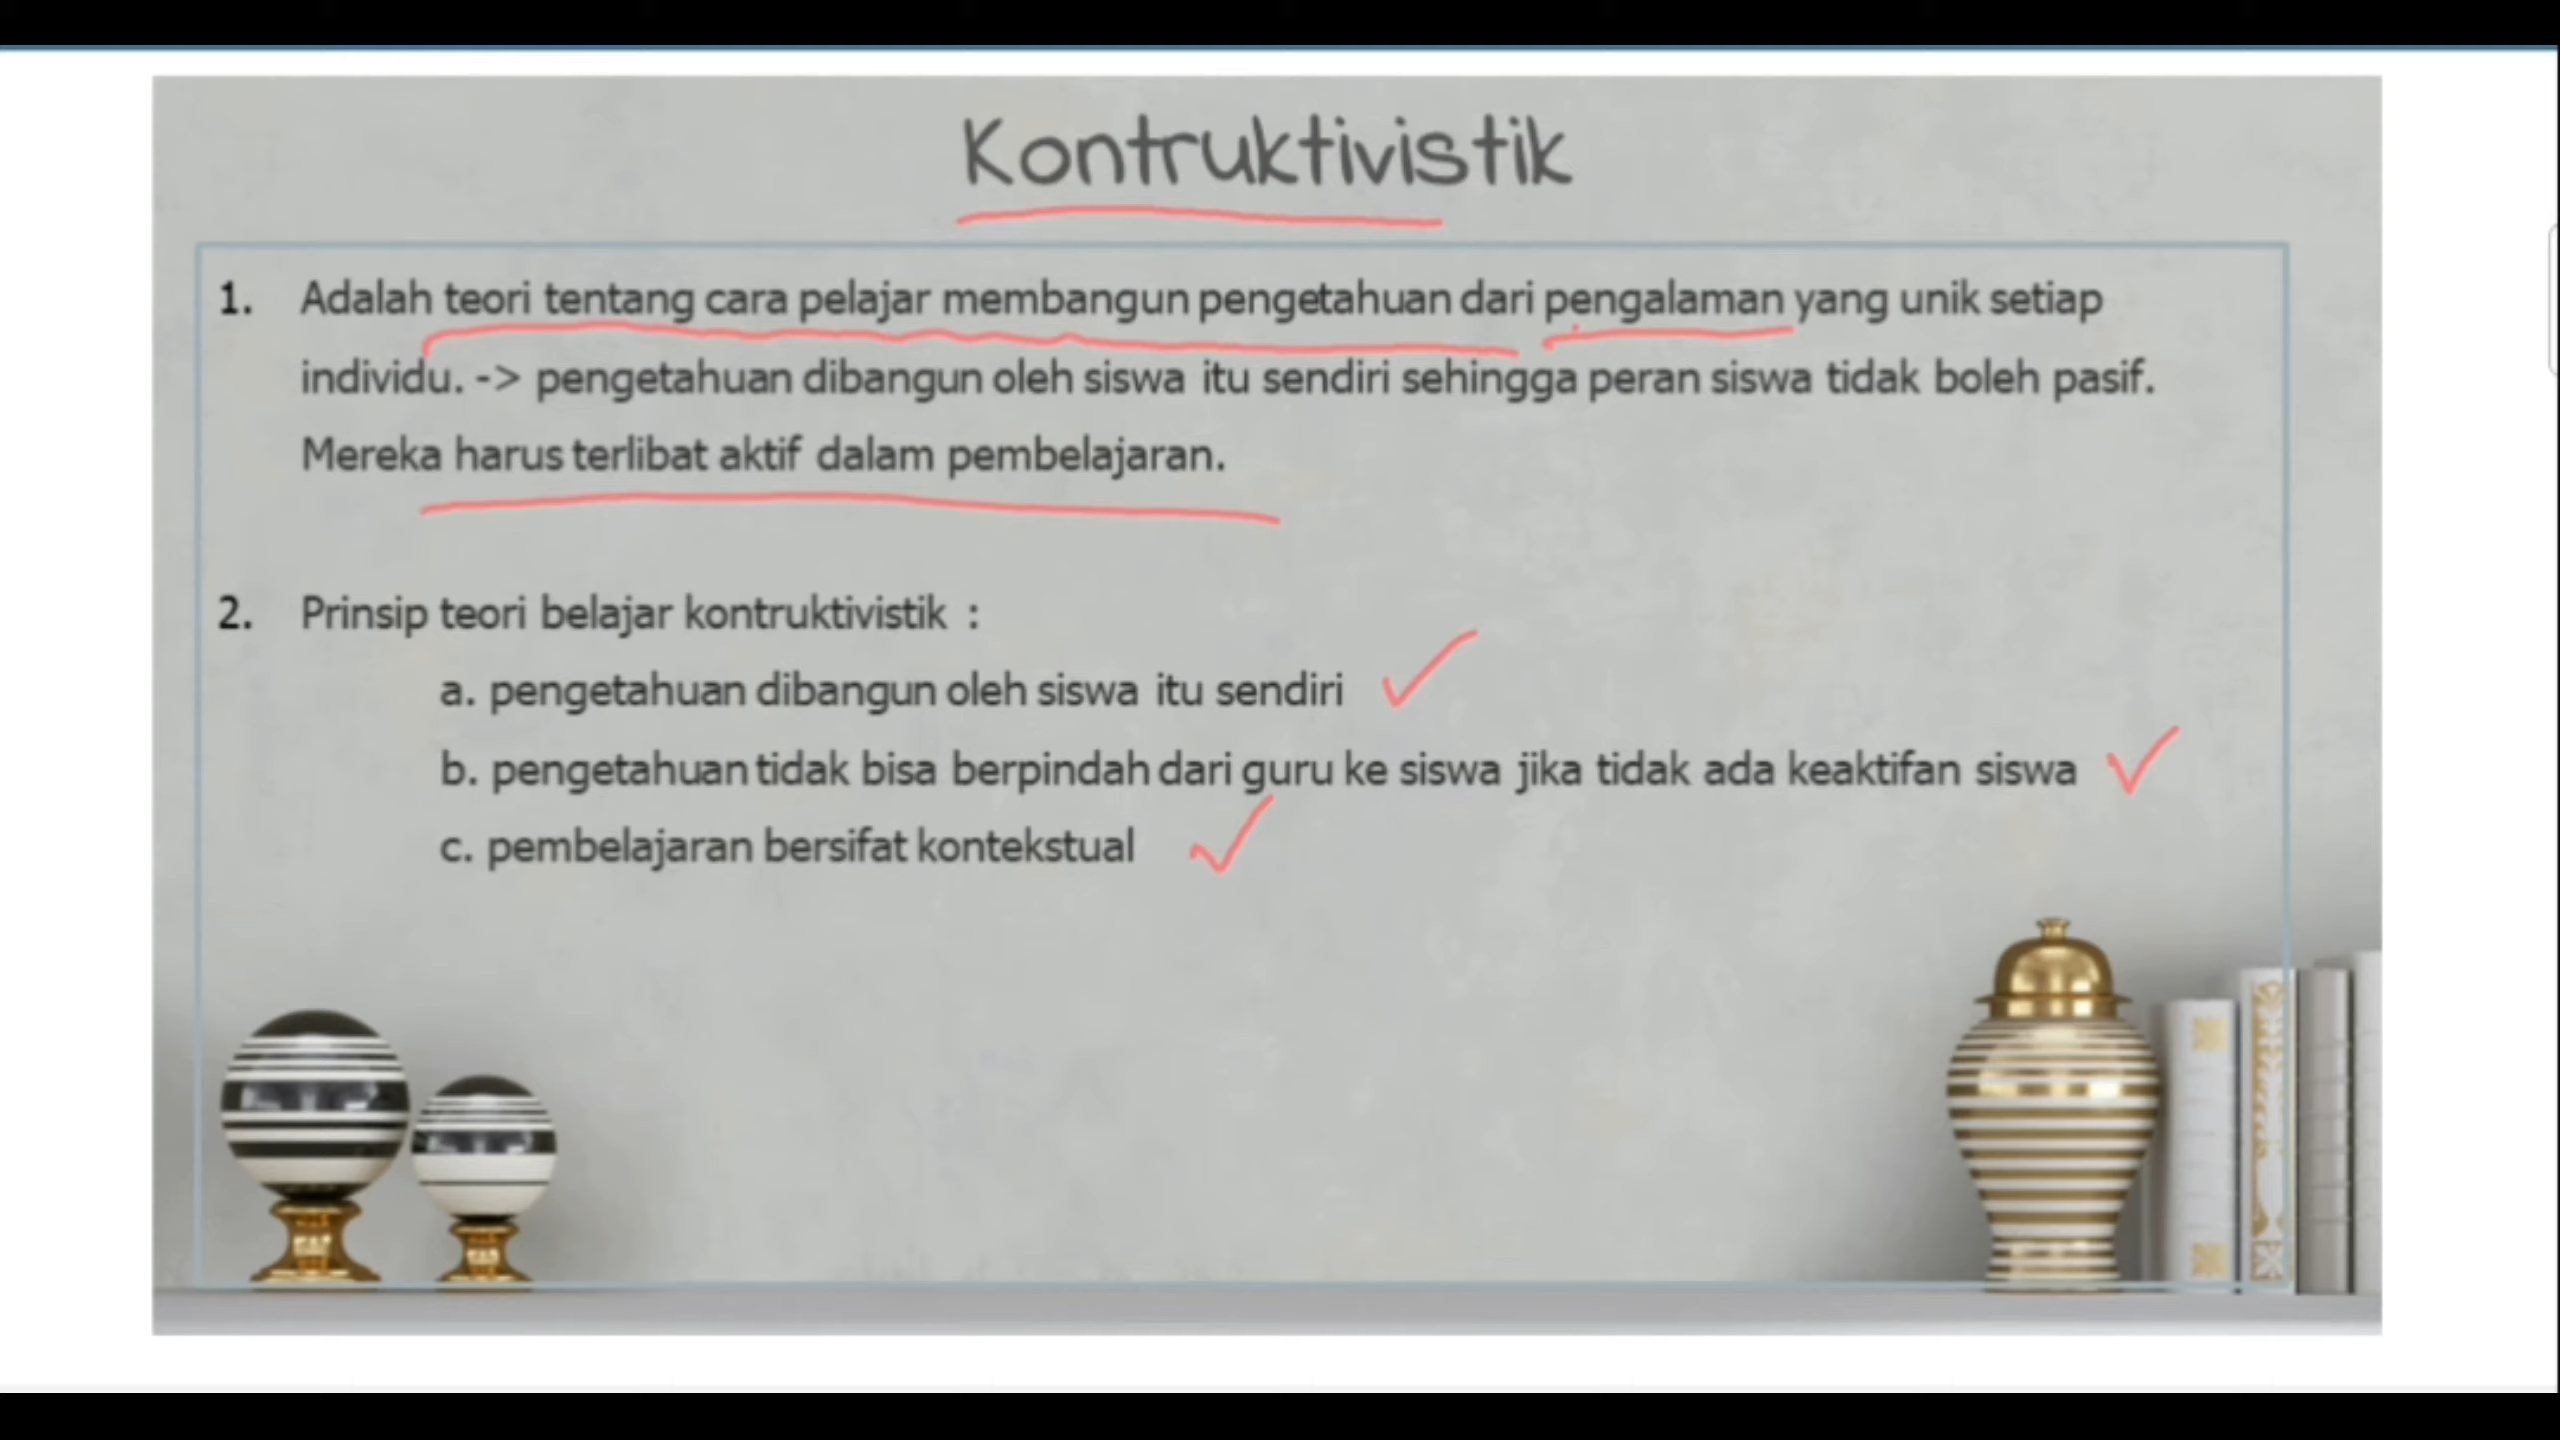 Kontruktivistik
1. Adalah teori tentang cara pelajar membangun pengetahuan dari pengalaman yang unik setiap
individu. -> pengetahuan dibangun oleh siswa itu sendiri sehingga peran siswa tidak boleh pasif.
Mereka harus terlibat aktif dalam pembelajaran.
2. Prinsip teori belajar kontruktivistik :
a. pengetahuan dibangun oleh siswa itu sendiri
b. pengetahuan tidak bisa berpindah dari guru ke siswa jika tidak ada keaktifan siswa
c. pembelajaran bersifat kontekstual